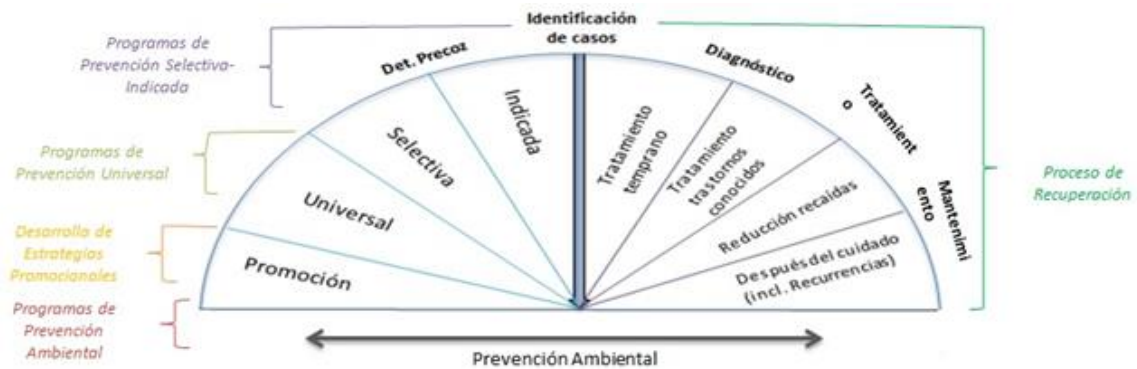 Identificación
de casos
Programas de
Prevención Selectiva-
Indicada
Det. Precoz
Diagnóstico
Tratamient
o
Mantenimi
ento
Programas de
Prevención Universal
Desarrolla de
Estrategias
Promocionales
Programas de
Prevención
Ambiental
Promoción
Universal
Selectiva
Indicada
Tratamiento
temprano
Tratamiento
trastornos
conocidos
Reducción recaídas
Después del cuidado
(incl. Recurrencias)
Proceso de
Recuperación
Prevención Ambiental